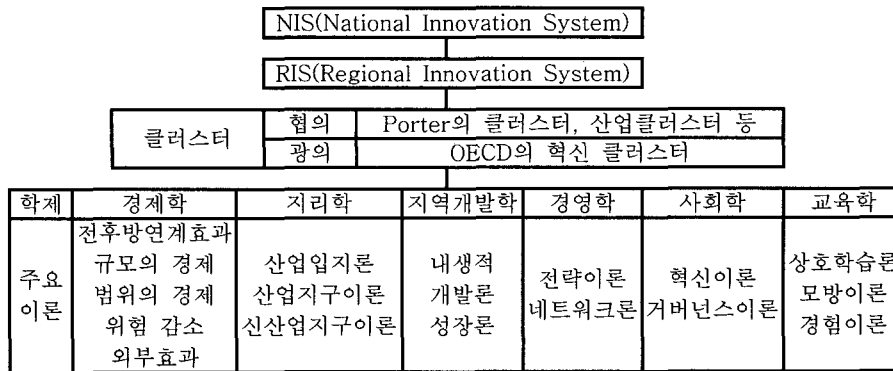 NIS(National Innovation System)
RIS(Regional Innovation System)
클러스터
협의 Porter의 클러스터, 산업클러스터 등
광의 OECD의 혁신 클러스터
학제 경제학 지리학 지역개발학 경영학 사회학 교육학
주요
이론
전후방연계효과
규모의 경제
범위의 경제
위험 감소
외부효과
산업입지론
산업지구이론
신산업지구이론
내생적
개발론
성장론
전략이론
네트워크론
혁신이론
거버넌스이론
상호학습론
모방이론
경험이론